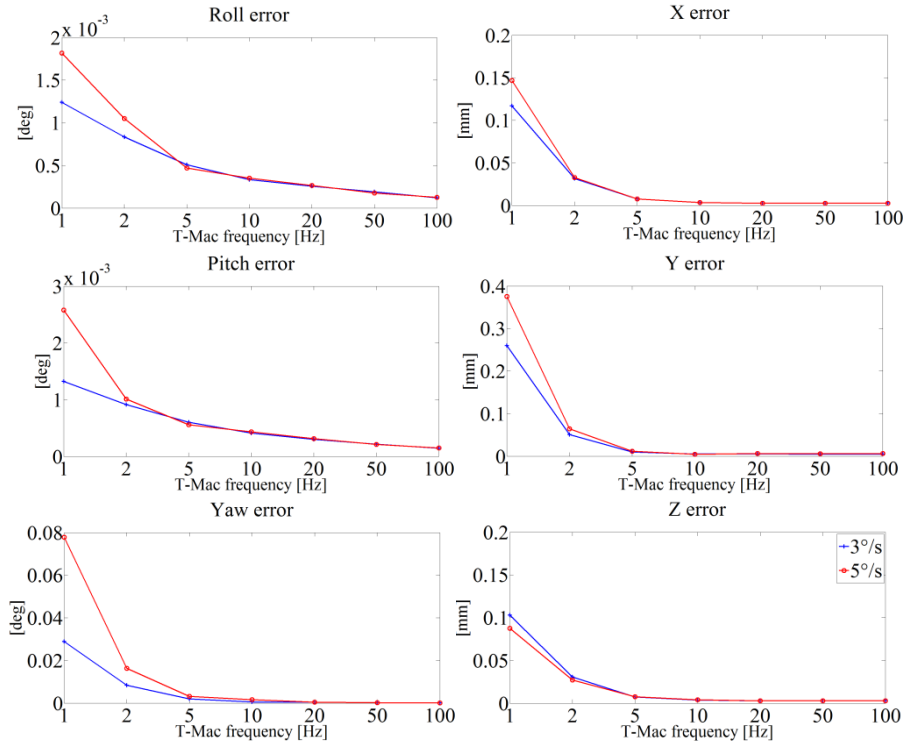 Roll error
x 10⁻³
2
1.5
1
0.5
0
[deg]
1 2 5 10 20 50 100
T-Mac frequency [Hz]
X error
0.2
0.15
0.1
0.05
0
[mm]
1 2 5 10 20 50 100
T-Mac frequency [Hz]
Pitch error
x 10⁻³
3
2
1
0
[deg]
1 2 5 10 20 50 100
T-Mac frequency [Hz]
Y error
0.4
0.3
0.2
0.1
0
[mm]
1 2 5 10 20 50 100
T-Mac frequency [Hz]
Yaw error
0.08
0.06
0.04
0.02
0
[deg]
1 2 5 10 20 50 100
T-Mac frequency [Hz]
Z error
0.2
0.15
0.1
0.05
0
[mm]
3°/s
5°/s
1 2 5 10 20 50 100
T-Mac frequency [Hz]